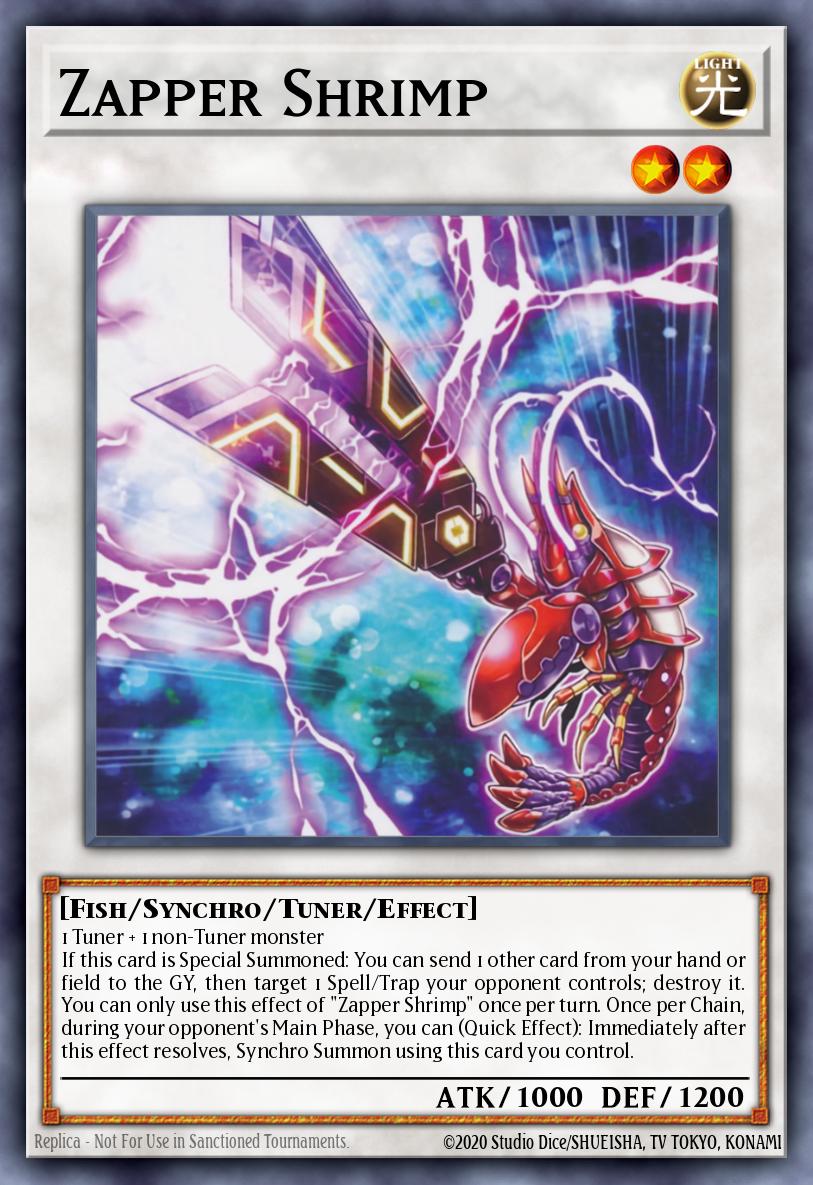 Zapper Shrimp
LIGHT
光
[Fish/Synchro/Tuner/Effect]
1 Tuner + 1 non-Tuner monster
If this card is Special Summoned: You can send 1 other card from your hand or
field to the GY, then target 1 Spell/Trap your opponent controls; destroy it.
You can only use this effect of "Zapper Shrimp" once per turn. Once per Chain,
during your opponent's Main Phase, you can (Quick Effect): Immediately after
this effect resolves, Synchro Summon using this card you control.
ATK/1000 DEF/1200
Replica - Not For Use in Sanctioned Tournaments.
©2020 Studio Dice/SHUEISHA, TV TOKYO, KONAMI